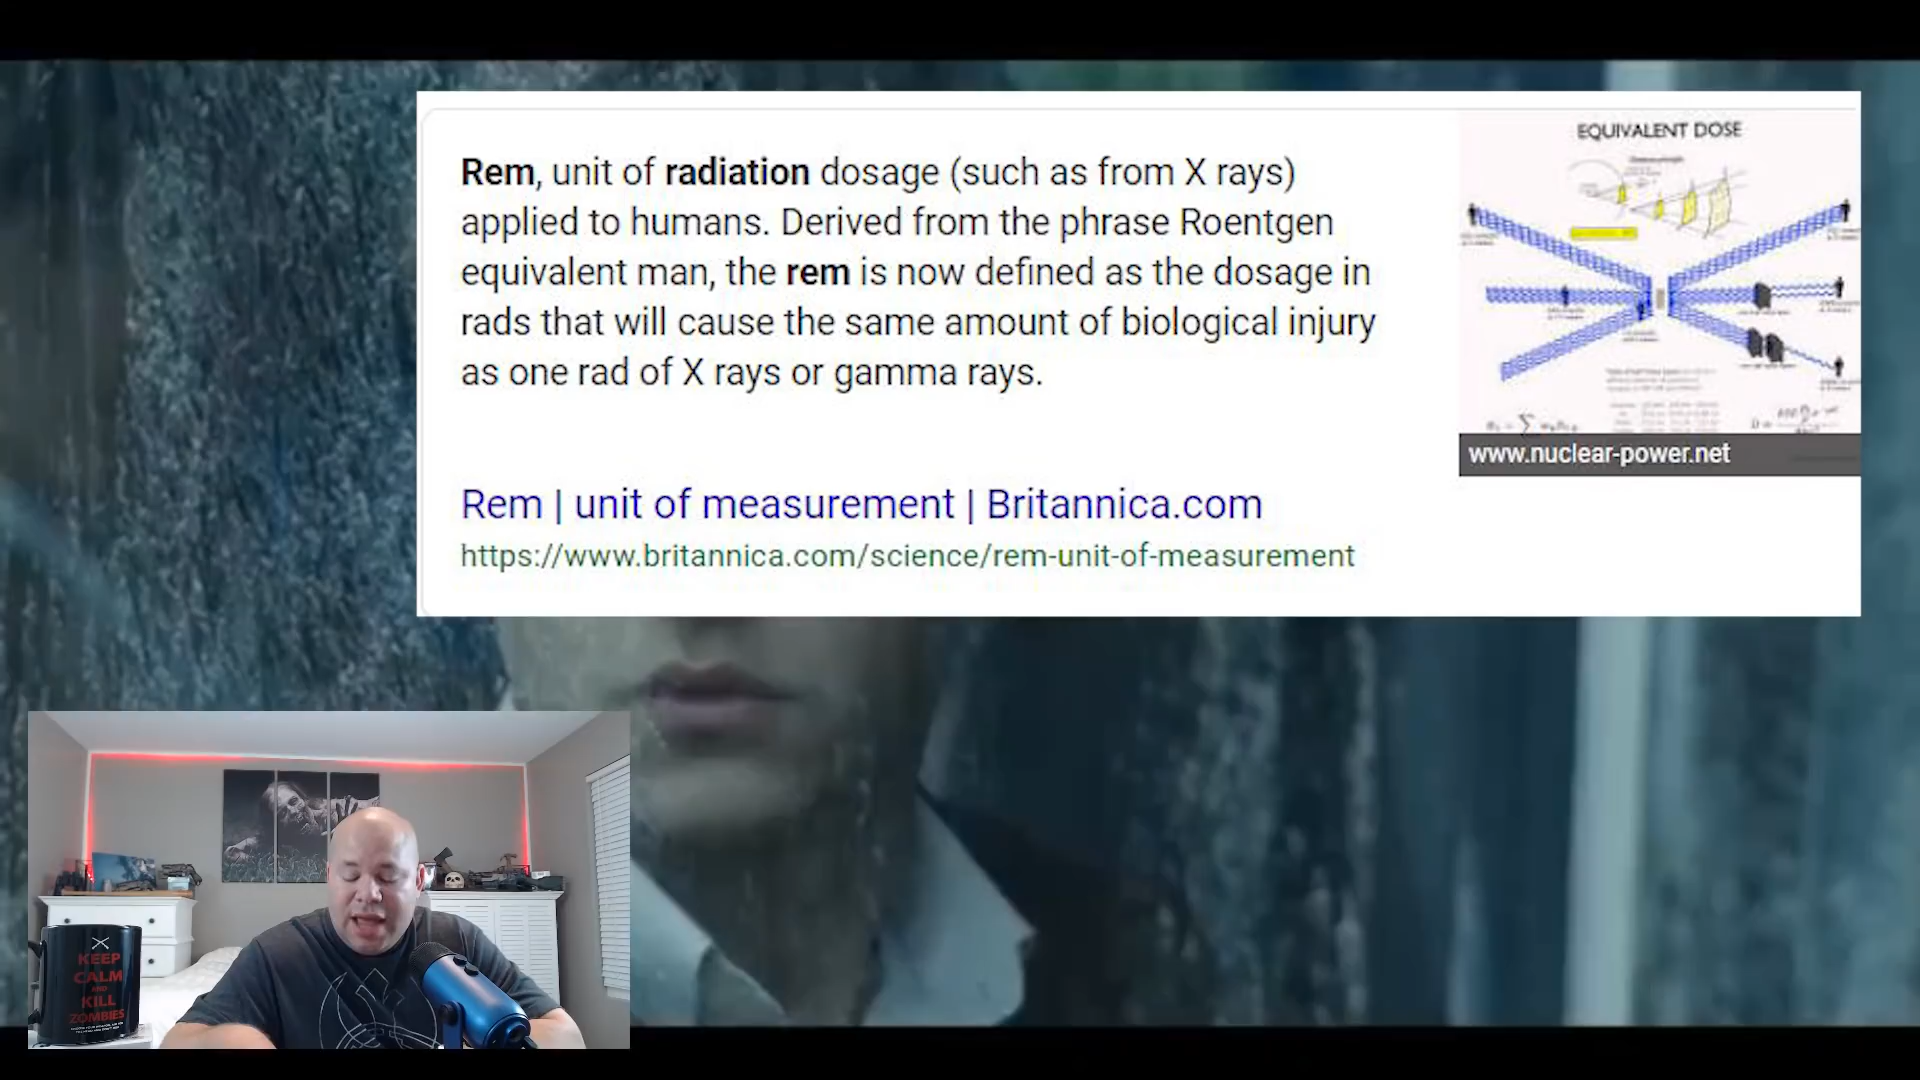 Rem, unit of radiation dosage (such as from X rays)
applied to humans. Derived from the phrase Roentgen
equivalent man, the rem is now defined as the dosage in
rads that will cause the same amount of biological injury
as one rad of X rays or gamma rays.
Rem | unit of measurement | Britannica.com
https://www.britannica.com/science/rem-unit-of-measurement
EQUIVALENT DOSE
www.nuclear-power.net
KEEP
CALM
AND
KILL
ZOMBIES